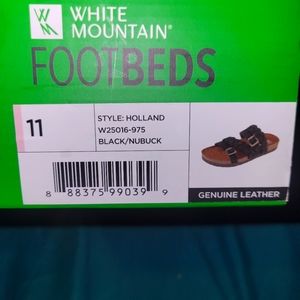 WHITE
MOUNTAIN®
FOOTBEDS
11
STYLE: HOLLAND
W25016-975
BLACK/NUBUCK
8 88375 99039 9
GENUINE LEATHER